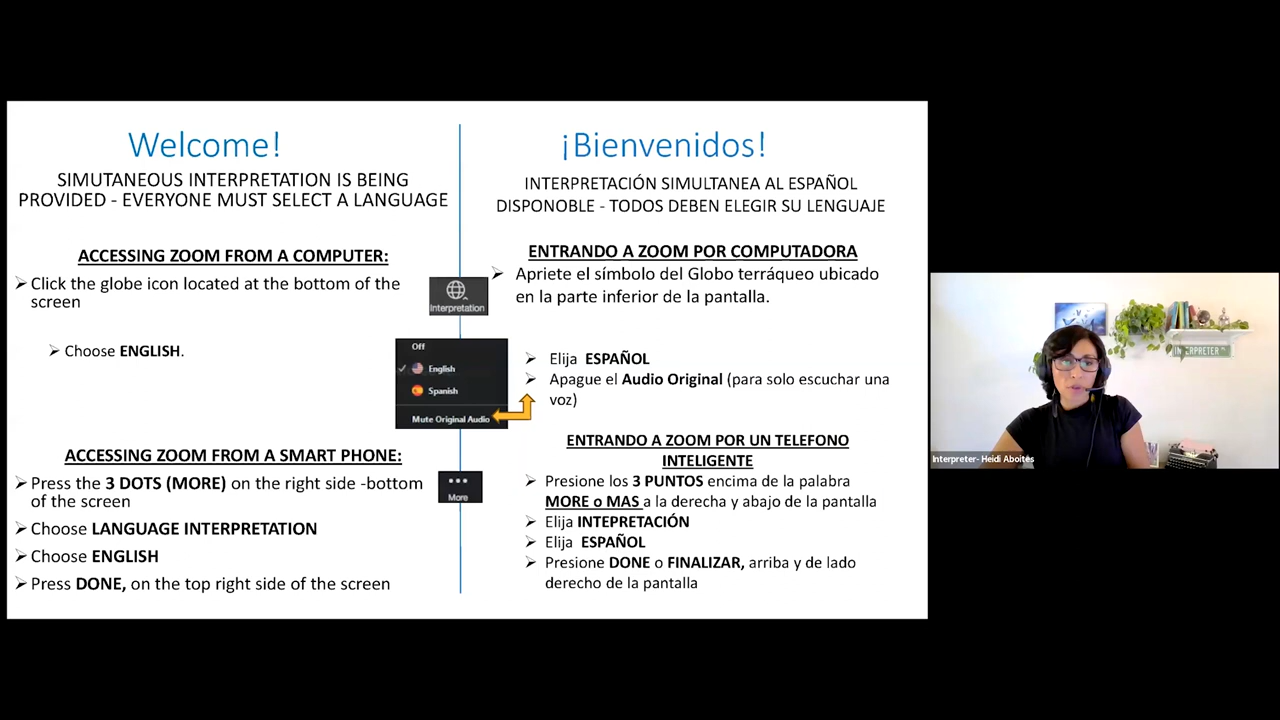 Welcome!
SIMUTANEOUS INTERPRETATION IS BEING
PROVIDED - EVERYONE MUST SELECT A LANGUAGE
ACCESSING ZOOM FROM A COMPUTER:
Click the globe icon located at the bottom of the
screen
Choose ENGLISH.
ACCESSING ZOOM FROM A SMART PHONE:
Press the 3 DOTS (MORE) on the right side -bottom
of the screen
Choose LANGUAGE INTERPRETATION
Choose ENGLISH
Press DONE, on the top right side of the screen
Interpretation
Off
English
Spanish
Mute Original Audio
More
¡Bienvenidos!
INTERPRETACIÓN SIMULTANEA AL ESPAÑOL
DISPONOBLE - TODOS DEBEN ELEGIR SU LENGUAJE
ENTRANDO A ZOOM POR COMPUTADORA
Apriete el símbolo del Globo terráqueo ubicado
en la parte inferior de la pantalla.
Elija ESPAÑOL
Apague el Audio Original (para solo escuchar una
voz)
ENTRANDO A ZOOM POR UN TELEFONO
INTELIGENTE
Presione los 3 PUNTOS encima de la palabra
MORE o MAS a la derecha y abajo de la pantalla
Elija INTEPRETACIÓN
Elija ESPAÑOL
Presione DONE o FINALIZAR, arriba y de lado
derecho de la pantalla
INTERPRETER
Interpreter- Heidi Aboites